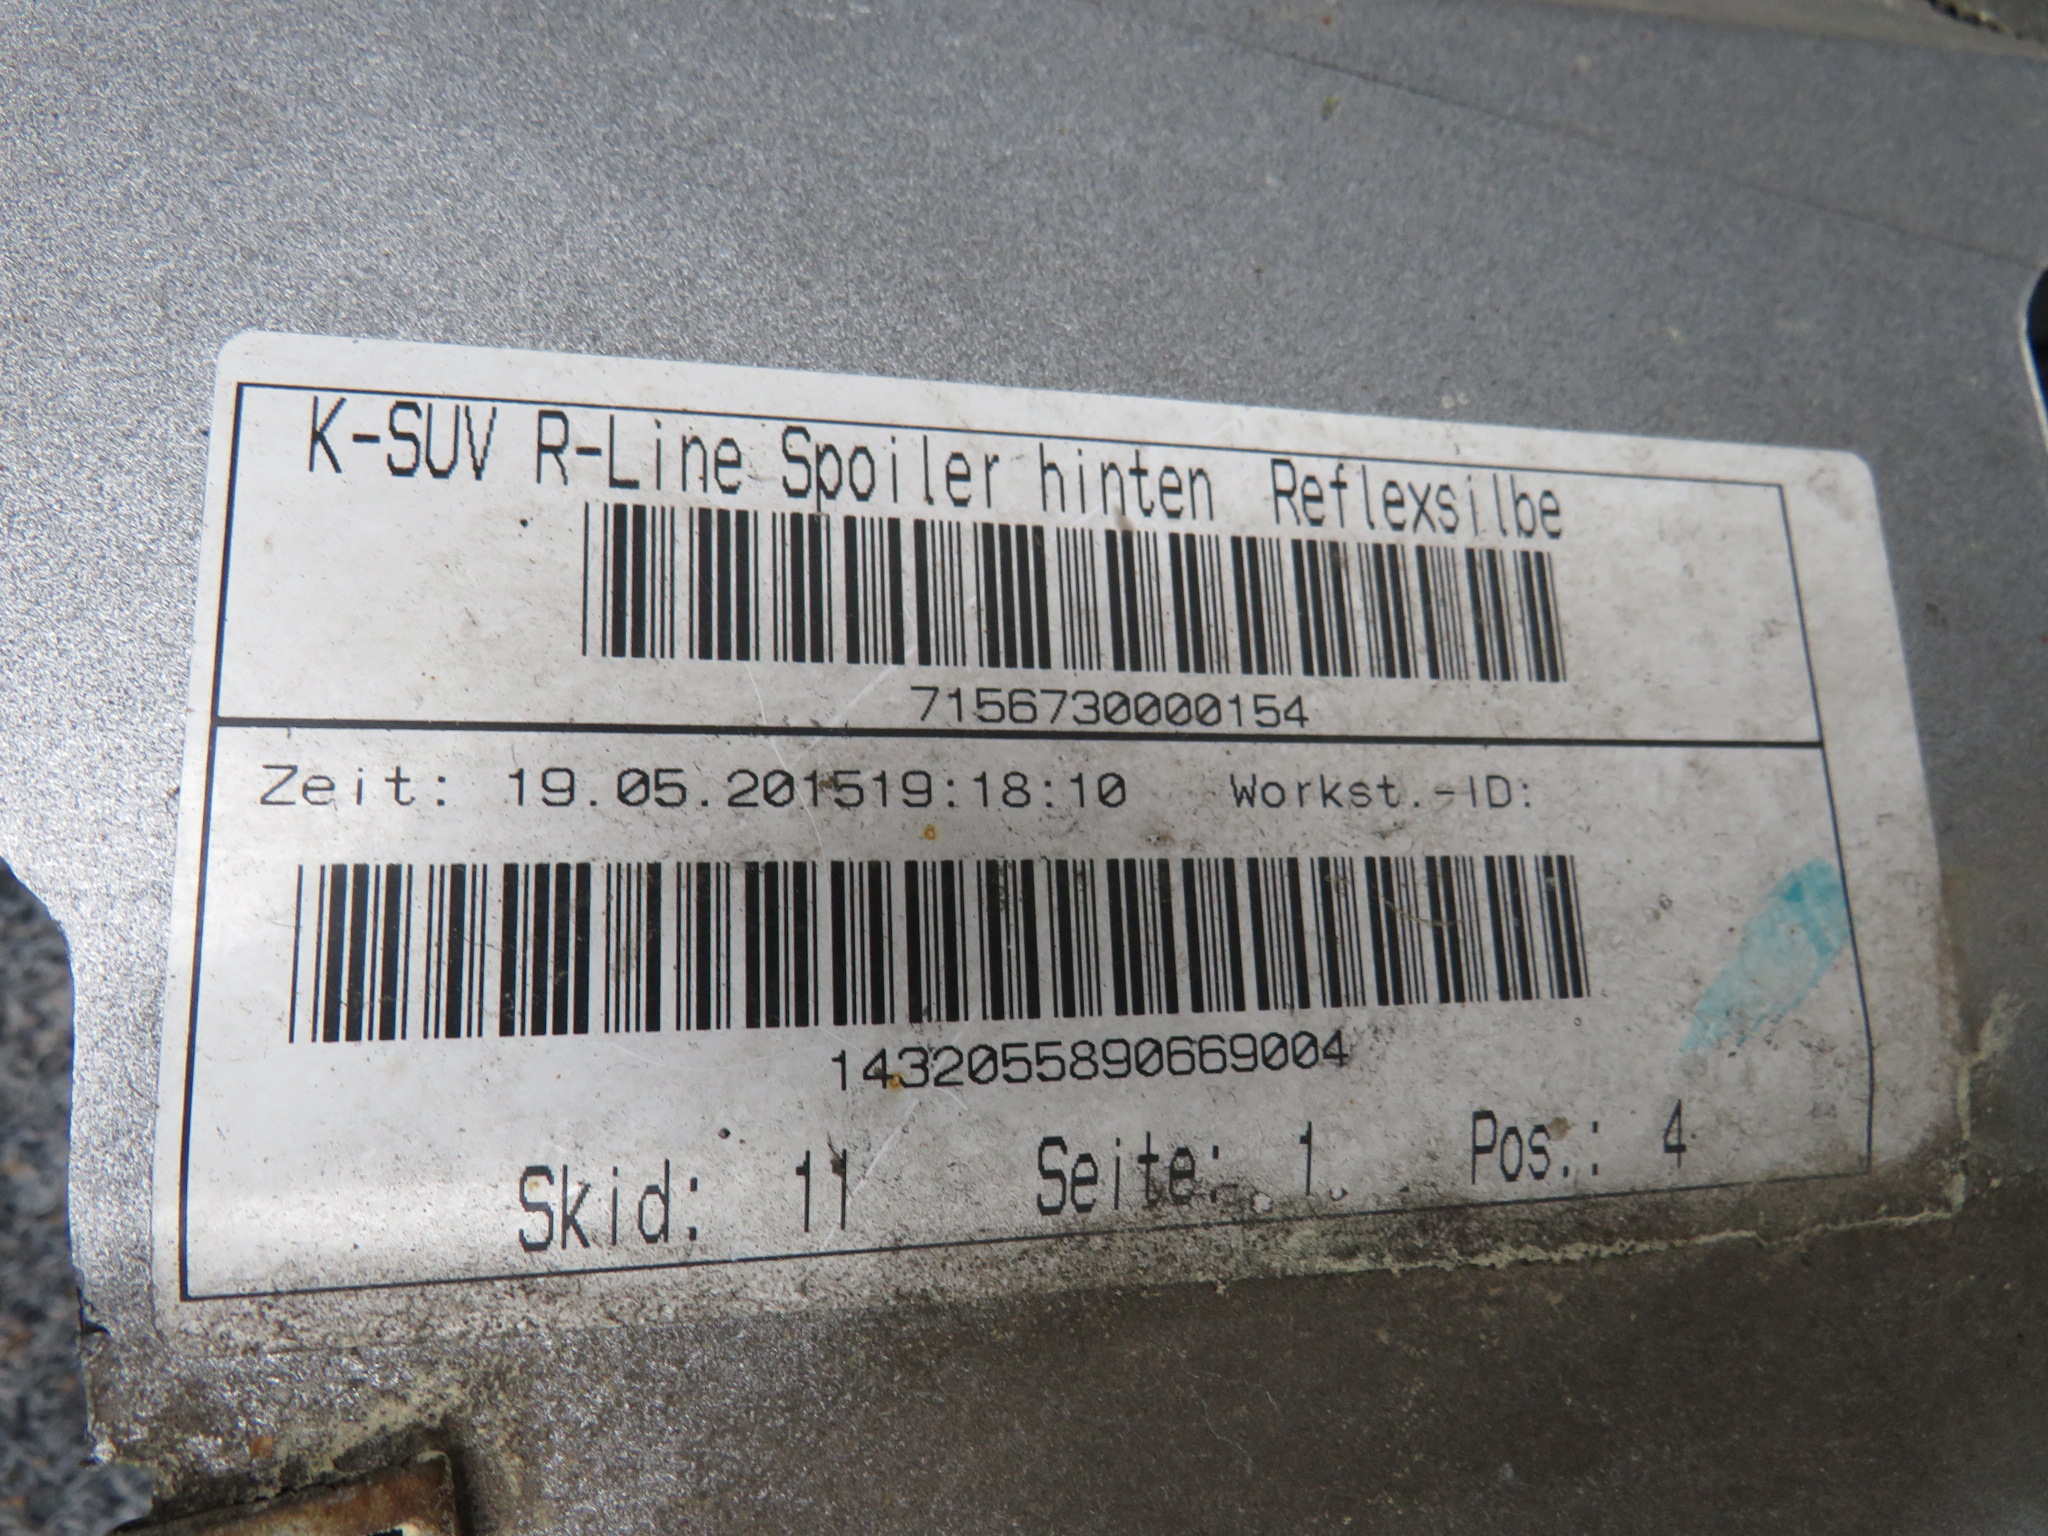 K-SUV R-Line Spoiler hinten Reflexsilbe
7156730000154
Zeit: 19.05.201519:18:10 Workst.-ID:
1432055890669004
Skid: 11 Seite: 1 Pos.: 4